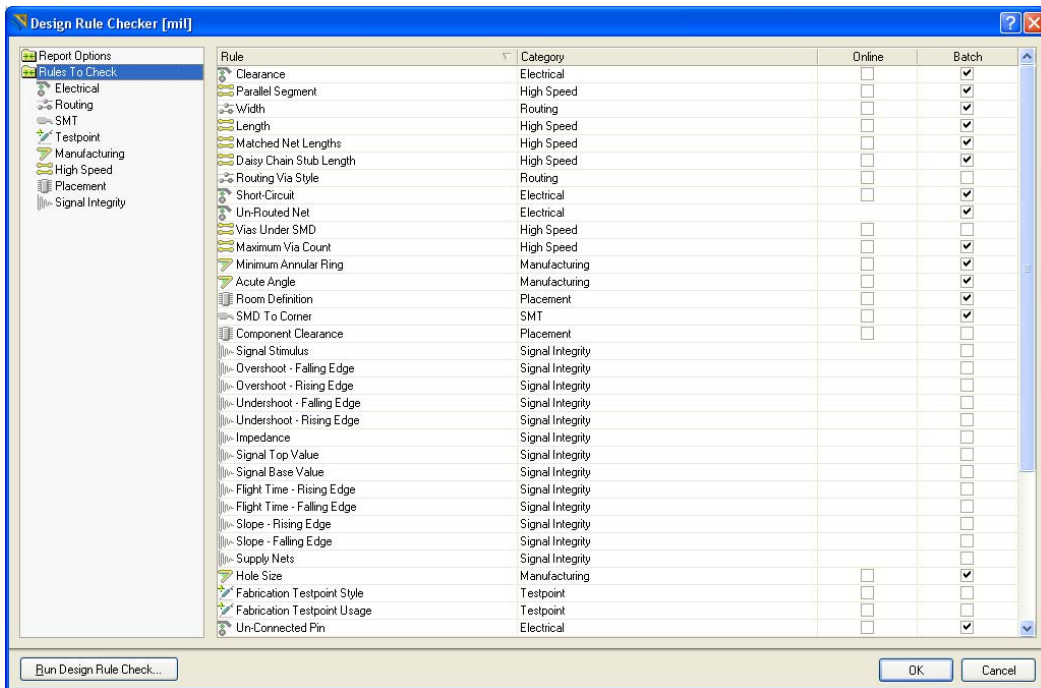 Design Rule Checker [mil]
Report Options
Rules To Check
Electrical
Routing
SMT
Testpoint
Manufacturing
High Speed
Placement
Signal Integrity
Rule Category Online Batch
Clearance Electrical
Parallel Segment High Speed
Width Routing
Length High Speed
Matched Net Lengths High Speed
Daisy Chain Stub Length High Speed
Routing Via Style Routing
Short-Circuit Electrical
Un-Routed Net Electrical
Vias Under SMD High Speed
Maximum Via Count High Speed
Minimum Annular Ring Manufacturing
Acute Angle Manufacturing
Room Definition Placement
SMD To Corner SMT
Component Clearance Placement
Signal Stimulus Signal Integrity
Overshoot - Falling Edge Signal Integrity
Overshoot - Rising Edge Signal Integrity
Undershoot - Falling Edge Signal Integrity
Undershoot - Rising Edge Signal Integrity
Impedance Signal Integrity
Signal Top Value Signal Integrity
Signal Base Value Signal Integrity
Flight Time - Rising Edge Signal Integrity
Flight Time - Falling Edge Signal Integrity
Slope - Rising Edge Signal Integrity
Slope - Falling Edge Signal Integrity
Supply Nets Signal Integrity
Hole Size Manufacturing
Fabrication Testpoint Style Testpoint
Fabrication Testpoint Usage Testpoint
Un-Connected Pin Electrical
Run Design Rule Check... OK Cancel